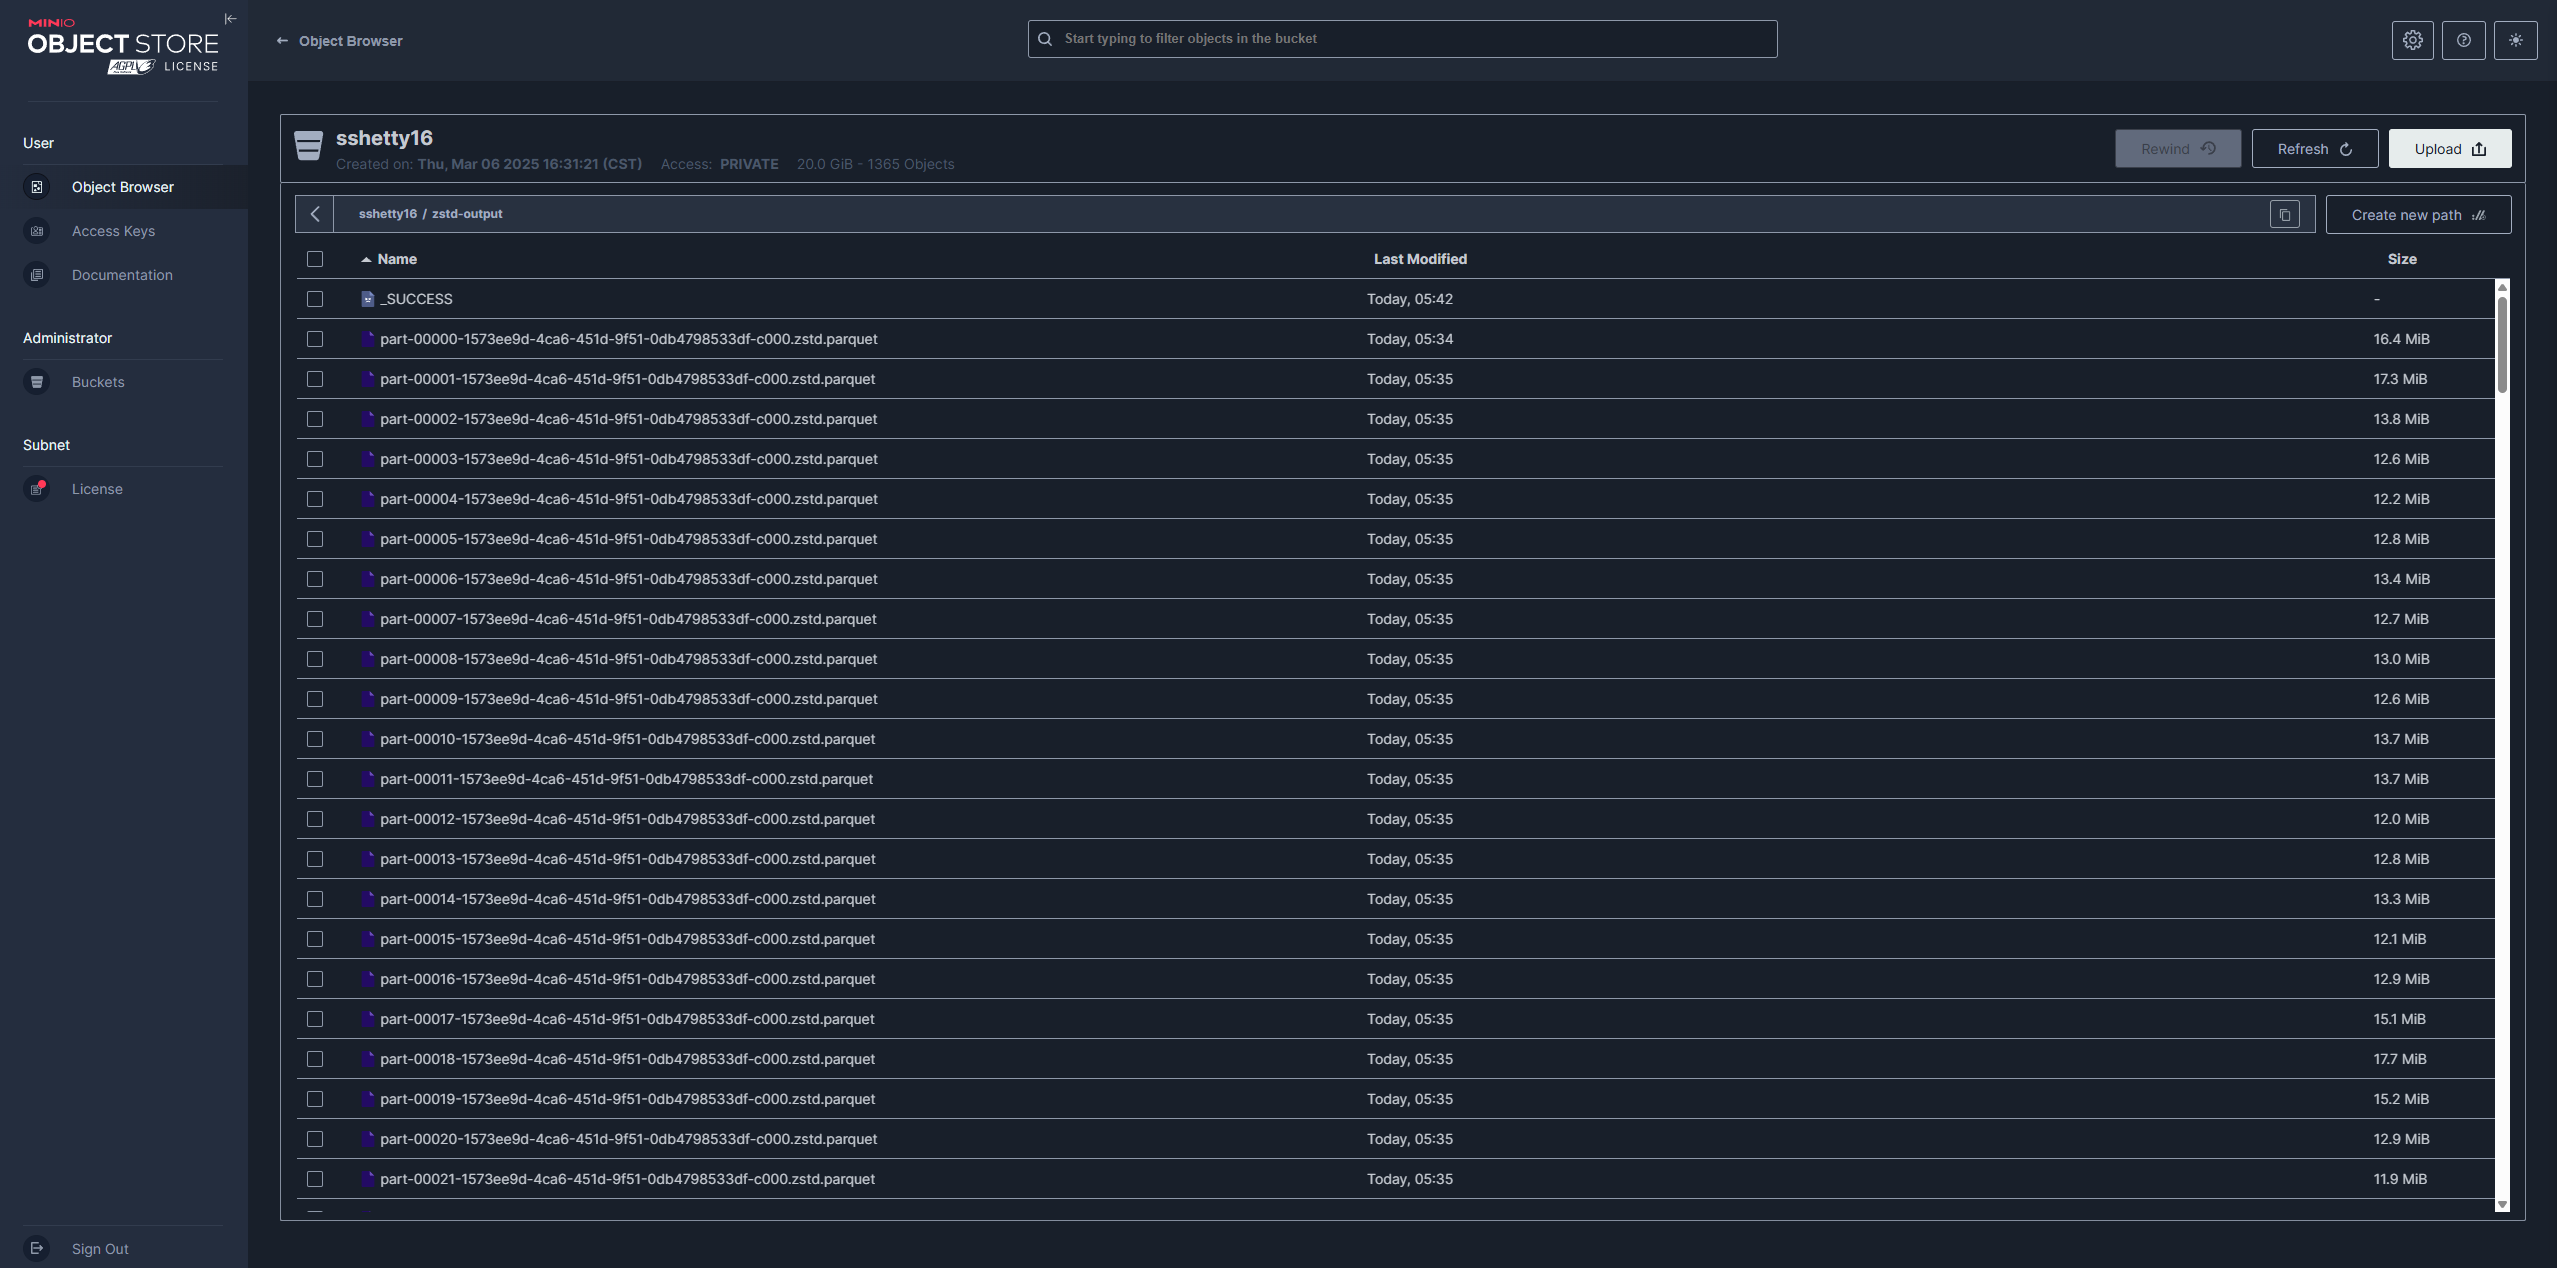 MINIO
OBJECT STORE
AGPLv3 LICENSE
User
Object Browser
Access Keys
Documentation
Administrator
Buckets
Subnet
License
Sign Out
Object Browser
Start typing to filter objects in the bucket
sshetty16
Created on: Thu, Mar 06 2025 16:31:21 (CST) Access: PRIVATE 20.0 GiB - 1365 Objects
Rewind Refresh Upload
sshetty16 / zstd-output
Create new path
Name Last Modified Size
_SUCCESS Today, 05:42 -
part-00000-1573ee9d-4ca6-451d-9f51-0db4798533df-c000.zstd.parquet Today, 05:34 16.4 MiB
part-00001-1573ee9d-4ca6-451d-9f51-0db4798533df-c000.zstd.parquet Today, 05:35 17.3 MiB
part-00002-1573ee9d-4ca6-451d-9f51-0db4798533df-c000.zstd.parquet Today, 05:35 13.8 MiB
part-00003-1573ee9d-4ca6-451d-9f51-0db4798533df-c000.zstd.parquet Today, 05:35 12.6 MiB
part-00004-1573ee9d-4ca6-451d-9f51-0db4798533df-c000.zstd.parquet Today, 05:35 12.2 MiB
part-00005-1573ee9d-4ca6-451d-9f51-0db4798533df-c000.zstd.parquet Today, 05:35 12.8 MiB
part-00006-1573ee9d-4ca6-451d-9f51-0db4798533df-c000.zstd.parquet Today, 05:35 13.4 MiB
part-00007-1573ee9d-4ca6-451d-9f51-0db4798533df-c000.zstd.parquet Today, 05:35 12.7 MiB
part-00008-1573ee9d-4ca6-451d-9f51-0db4798533df-c000.zstd.parquet Today, 05:35 13.0 MiB
part-00009-1573ee9d-4ca6-451d-9f51-0db4798533df-c000.zstd.parquet Today, 05:35 12.6 MiB
part-00010-1573ee9d-4ca6-451d-9f51-0db4798533df-c000.zstd.parquet Today, 05:35 13.7 MiB
part-00011-1573ee9d-4ca6-451d-9f51-0db4798533df-c000.zstd.parquet Today, 05:35 13.7 MiB
part-00012-1573ee9d-4ca6-451d-9f51-0db4798533df-c000.zstd.parquet Today, 05:35 12.0 MiB
part-00013-1573ee9d-4ca6-451d-9f51-0db4798533df-c000.zstd.parquet Today, 05:35 12.8 MiB
part-00014-1573ee9d-4ca6-451d-9f51-0db4798533df-c000.zstd.parquet Today, 05:35 13.3 MiB
part-00015-1573ee9d-4ca6-451d-9f51-0db4798533df-c000.zstd.parquet Today, 05:35 12.1 MiB
part-00016-1573ee9d-4ca6-451d-9f51-0db4798533df-c000.zstd.parquet Today, 05:35 12.9 MiB
part-00017-1573ee9d-4ca6-451d-9f51-0db4798533df-c000.zstd.parquet Today, 05:35 15.1 MiB
part-00018-1573ee9d-4ca6-451d-9f51-0db4798533df-c000.zstd.parquet Today, 05:35 17.7 MiB
part-00019-1573ee9d-4ca6-451d-9f51-0db4798533df-c000.zstd.parquet Today, 05:35 15.2 MiB
part-00020-1573ee9d-4ca6-451d-9f51-0db4798533df-c000.zstd.parquet Today, 05:35 12.9 MiB
part-00021-1573ee9d-4ca6-451d-9f51-0db4798533df-c000.zstd.parquet Today, 05:35 11.9 MiB